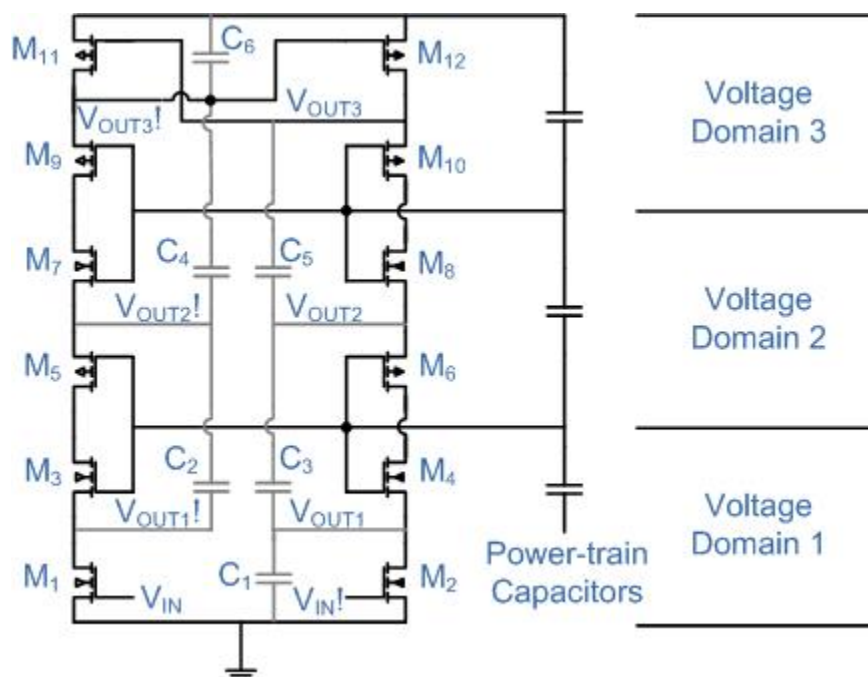 C6
M11
M12
VOUT3!
VOUT3
Voltage
Domain 3
M9
M10
M7
C4
C5
M8
VOUT2!
VOUT2
Voltage
Domain 2
M5
M6
M3
C2
C3
M4
VOUT1!
VOUT1
Voltage
Domain 1
M1
VIN
C1
VIN!
M2
Power-train
Capacitors